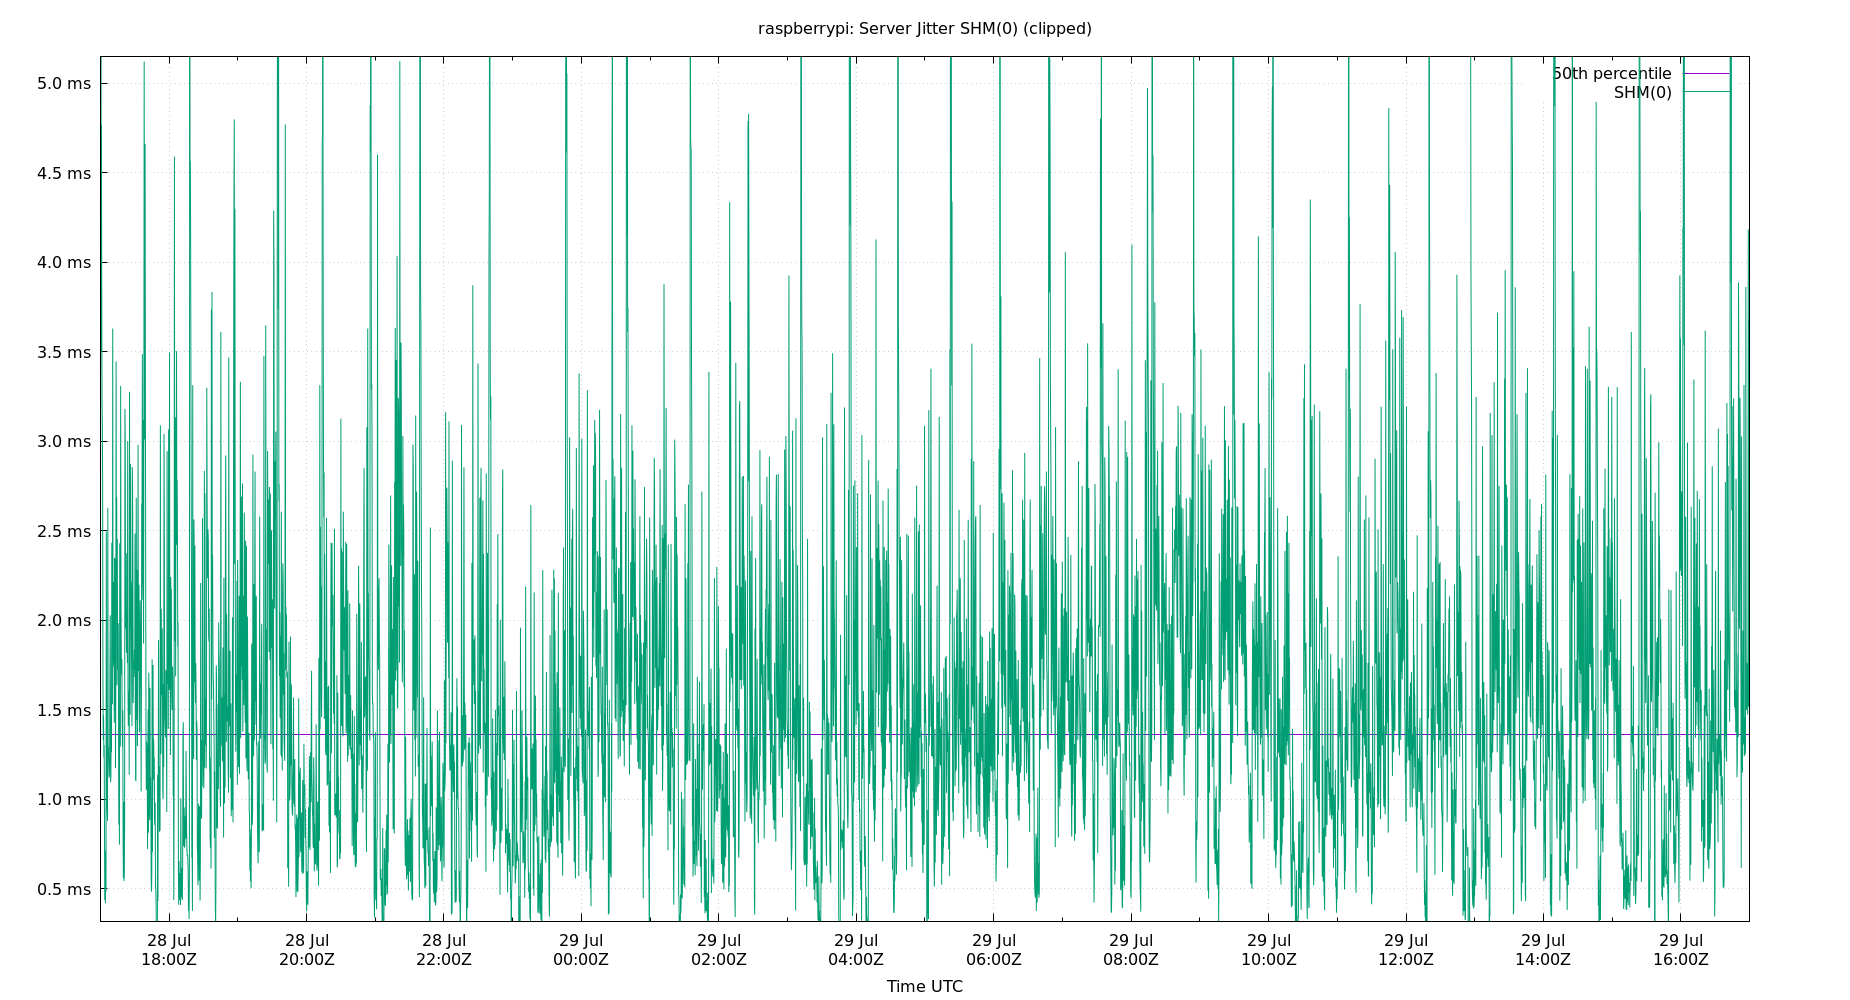 raspberrypi: Server Jitter SHM(0) (clipped)
50th percentile
SHM(0)
5.0 ms
4.5 ms
4.0 ms
3.5 ms
3.0 ms
2.5 ms
2.0 ms
1.5 ms
1.0 ms
0.5 ms
28 Jul 28 Jul 28 Jul 29 Jul 29 Jul 29 Jul 29 Jul 29 Jul 29 Jul 29 Jul 29 Jul 29 Jul
18:00Z 20:00Z 22:00Z 00:00Z 02:00Z 04:00Z 06:00Z 08:00Z 10:00Z 12:00Z 14:00Z 16:00Z
Time UTC